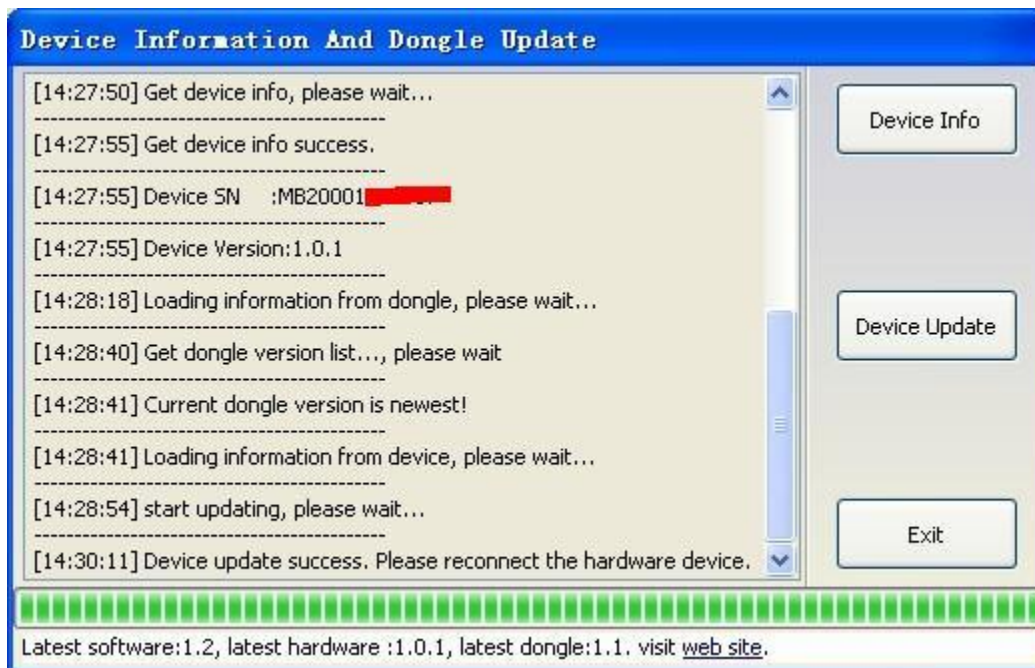 Device Information And Dongle Update
[14:27:50] Get device info, please wait...
---------------------------------------------
[14:27:55] Get device info success.
---------------------------------------------
[14:27:55] Device SN :MB20001
---------------------------------------------
[14:27:55] Device Version:1.0.1
---------------------------------------------
[14:28:18] Loading information from dongle, please wait...
---------------------------------------------
[14:28:40] Get dongle version list..., please wait
---------------------------------------------
[14:28:41] Current dongle version is newest!
---------------------------------------------
[14:28:41] Loading information from device, please wait...
---------------------------------------------
[14:28:54] start updating, please wait...
---------------------------------------------
[14:30:11] Device update success. Please reconnect the hardware device.
Device Info
Device Update
Exit
Latest software:1.2, latest hardware :1.0.1, latest dongle:1.1. visit web site.